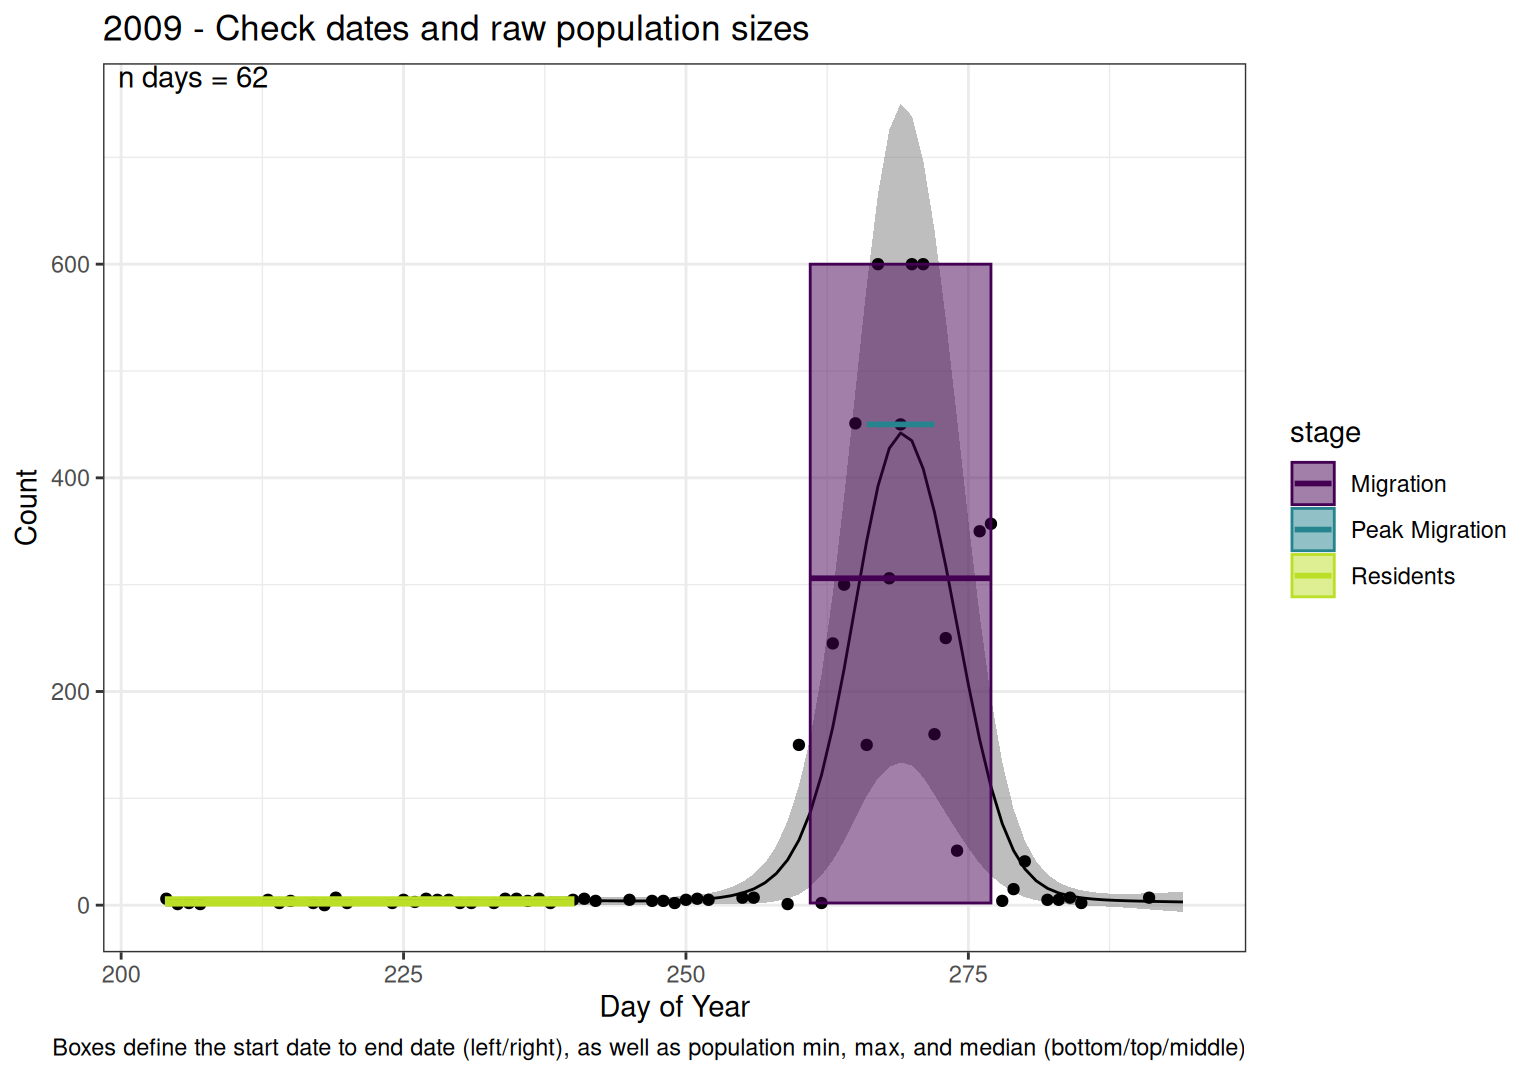 2009 - Check dates and raw population sizes
n days = 62
600
400
200
0
Count
200
225
250
275
Day of Year
stage
Migration
Peak Migration
Residents
Boxes define the start date to end date (left/right), as well as population min, max, and median (bottom/top/middle)